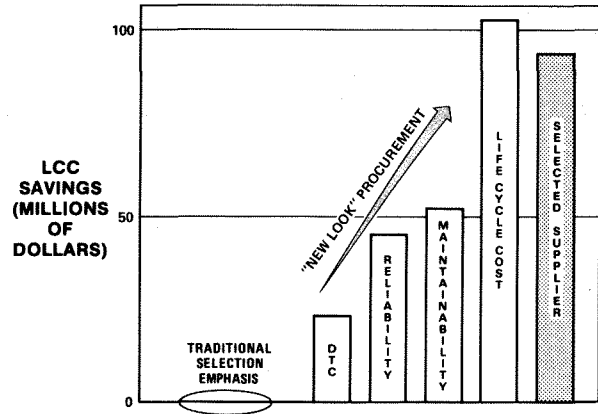 100
50
0
LCC
SAVINGS
(MILLIONS
OF
DOLLARS)
TRADITIONAL
SELECTION
EMPHASIS
"NEW LOOK" PROCUREMENT
DTC
RELIABILITY
MAINTAINABILITY
LIFE CYCLE COST
SELECTED SUPPLIER